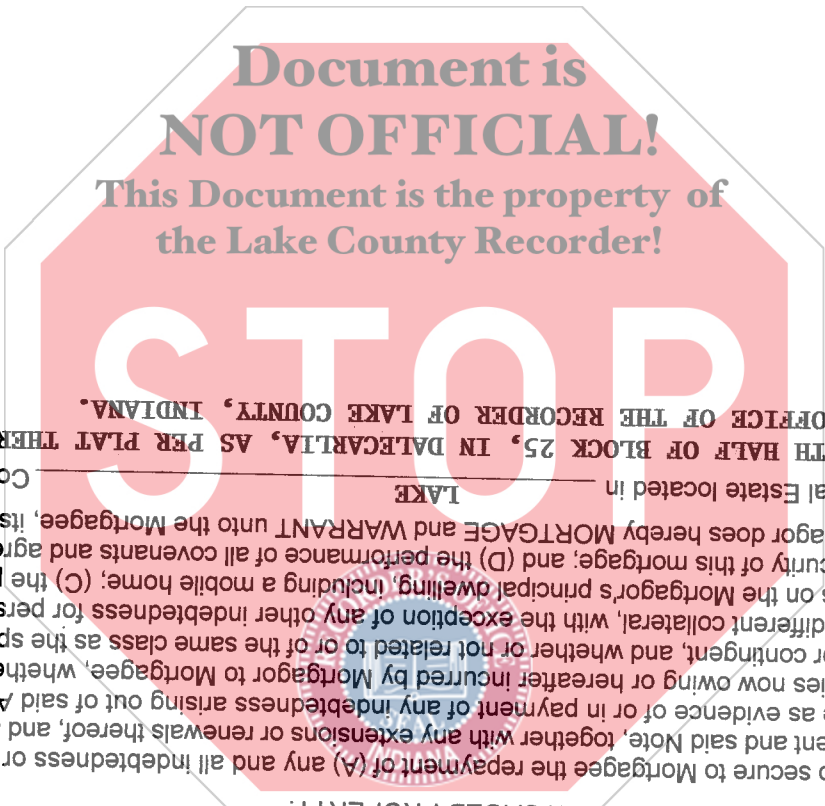 Document is
NOT OFFICIAL!
This Document is the property of
the Lake County Recorder!
STOP
secure to Mortgagee the repayment of (A) any and all indebtedness or
and said Note, together with any extensions or renewals thereof, and
as evidence of or in payment of any indebtedness arising out of said
now owing or hereafter incurred by Mortgagor to Mortgagee,
or contingent, and whether or not related to or of the same class as the
different collateral, with the exception of any other indebtedness for
on the Mortgagor's principal dwelling, including a mobile home; (C) the
of this mortgage; and (D) the performance of all covenants and
does hereby MORTGAGE and WARRANT unto the Mortgagee, its
Estate located in LAKE
HALF OF BLOCK 25, IN DALECARLIA, AS PER PLAT
OFFICE OF THE RECORDER OF LAKE COUNTY, INDIANA.
SEAL
INDIANA